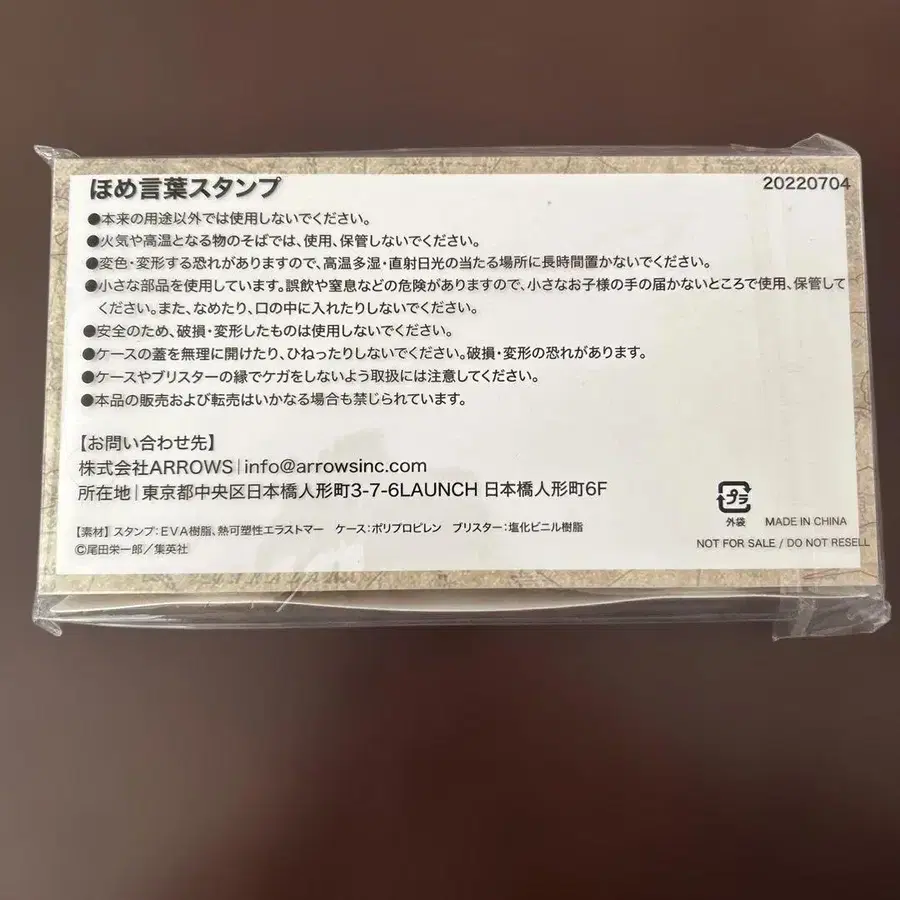 ほめ言葉スタンプ
20220704
●本来の用途以外では使用しないでください。
●火気や高温となる物のそばでは、使用、保管しないでください。
●変色・変形する恐れがありますので、高温多湿・直射日光の当たる場所に長時間置かないでください。
●小さな部品を使用しています。誤飲や窒息などの危険がありますので、小さなお子様の手の届かないところで使用、保管して
ください。また、なめたり、口の中に入れたりしないでください。
●安全のため、破損・変形したものは使用しないでください。
●ケースの蓋を無理に開けたり、ひねったりしないでください。破損・変形の恐れがあります。
●ケースやブリスターの縁でケガをしないよう取扱には注意してください。
●本品の販売および転売はいかなる場合も禁じられています。
【お問い合わせ先】
株式会社ARROWS|info@arrowsinc.com
所在地|東京都中央区日本橋人形町3-7-6LAUNCH 日本橋人形町6F
プラ
外袋
MADE IN CHINA
【素材】スタンプ:EVA樹脂、熱可塑性エラストマー ケース:ポリプロピレン ブリスター:塩化ビニル樹脂
NOT FOR SALE / DO NOT RESELL
©尾田栄一郎/集英社